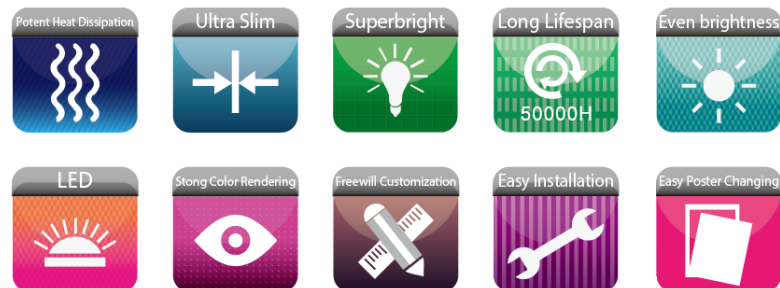 Potent Heat Dissipation
Ultra Slim
Superbright
Long Lifespan
50000H
Even brightness
LED
Stong Color Rendering
Freewill Customization
Easy Installation
Easy Poster Changing